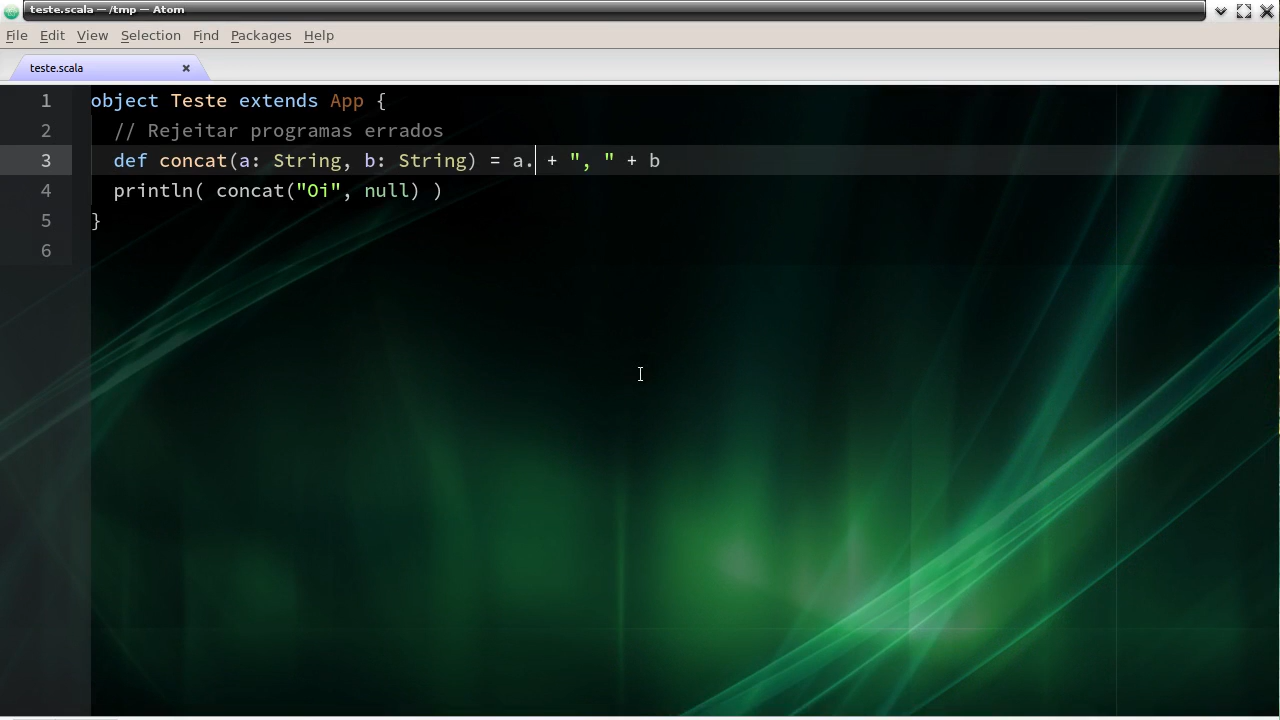 teste.scala — /tmp — Atom
File Edit View Selection Find Packages Help
teste.scala
1 object Teste extends App {
2 // Rejeitar programas errados
3 def concat(a: String, b: String) = a. + ", " + b
4 println( concat("Oi", null) )
5 }
6